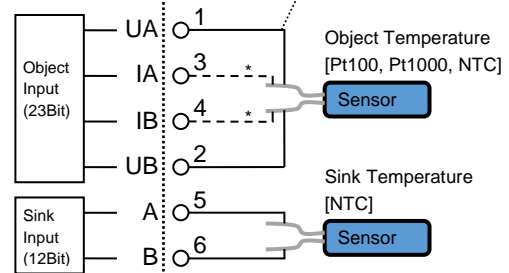 UA 1
IA 3 *
IB 4 *
UB 2
Object
Input
(23Bit)
Object Temperature
[Pt100, Pt1000, NTC]
Sensor
A 5
B 6
Sink
Input
(12Bit)
Sink Temperature
[NTC]
Sensor